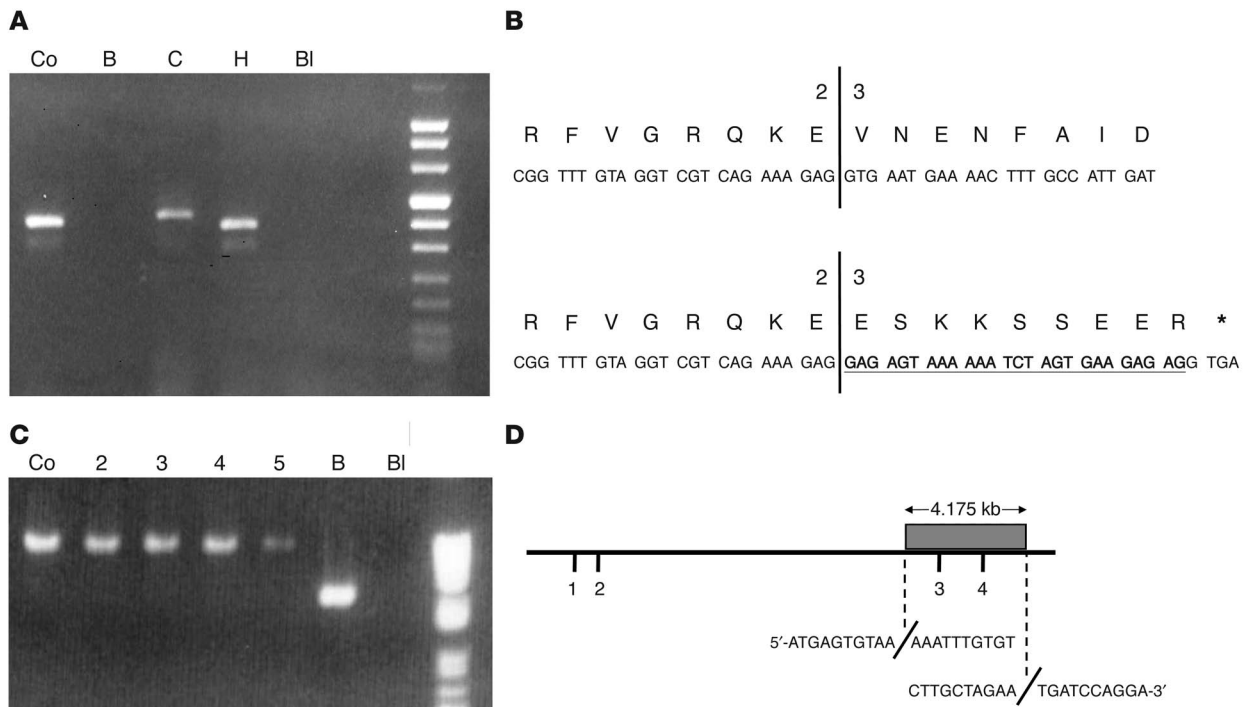 A
Co B C H Bl
B
2 3
R F V G R Q K E V N E N F A I D
CGG TTT GTA GGT CGT CAG AAA GAG GTG AAT GAA AAC TTT GCC ATT GAT
2 3
R F V G R Q K E E S K K S S E E R *
CGG TTT GTA GGT CGT CAG AAA GAG GAG AGT AAA AAA TCT AGT GAA GAG AGG TGA
C
Co 2 3 4 5 B Bl
D
4.175 kb
1 2 3 4
5′-ATGAGTGTAA AAATTTGTGT
CTTGCTAGAA TGATCCAGGA-3′